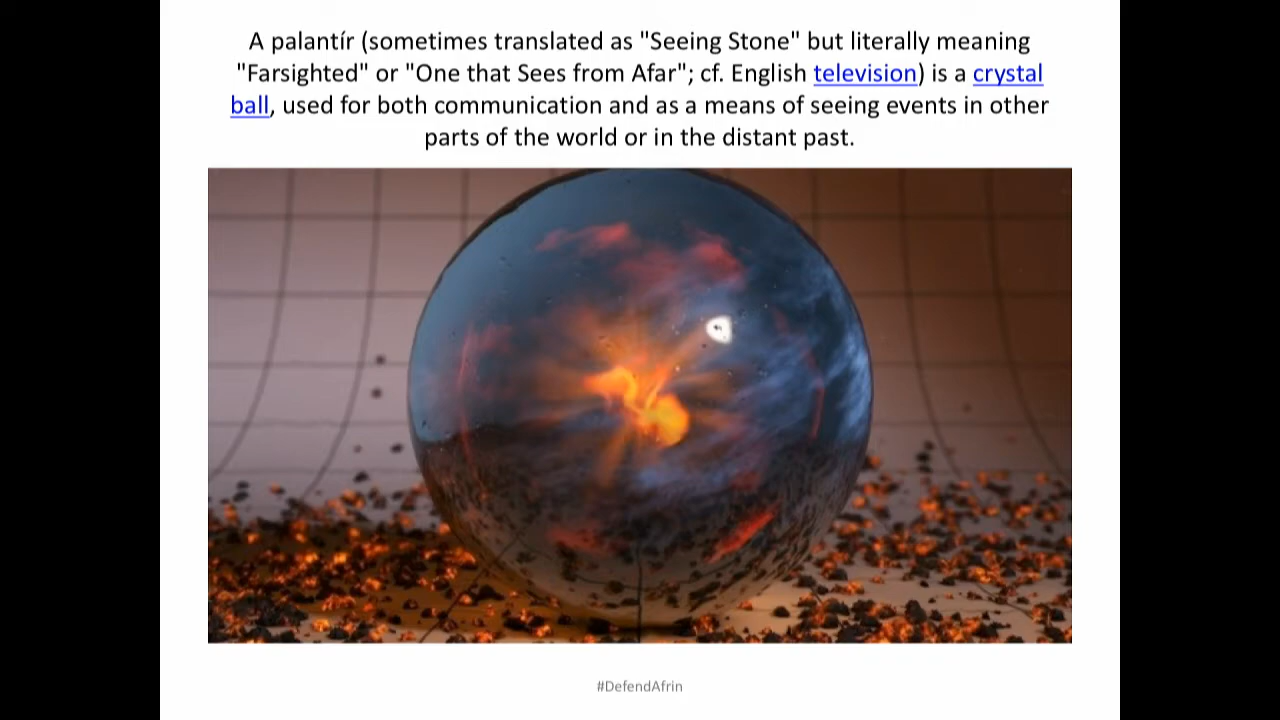 A palantír (sometimes translated as "Seeing Stone" but literally meaning
"Farsighted" or "One that Sees from Afar"; cf. English television) is a crystal
ball, used for both communication and as a means of seeing events in other
parts of the world or in the distant past.
#DefendAfrin